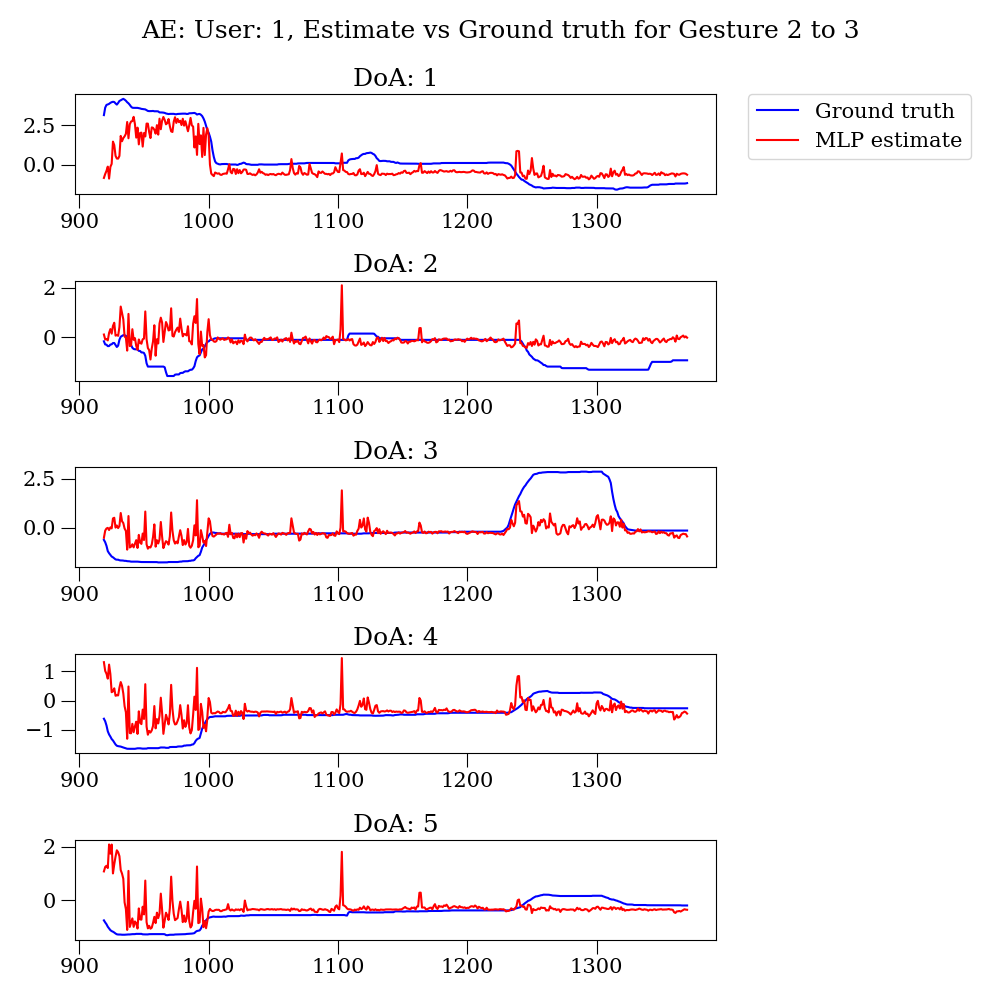 AE: User: 1, Estimate vs Ground truth for Gesture 2 to 3
DoA: 1
Ground truth
MLP estimate
2.5
0.0
900 1000 1100 1200 1300
DoA: 2
2
0
900 1000 1100 1200 1300
DoA: 3
2.5
0.0
900 1000 1100 1200 1300
DoA: 4
1
0
−1
900 1000 1100 1200 1300
DoA: 5
2
0
900 1000 1100 1200 1300